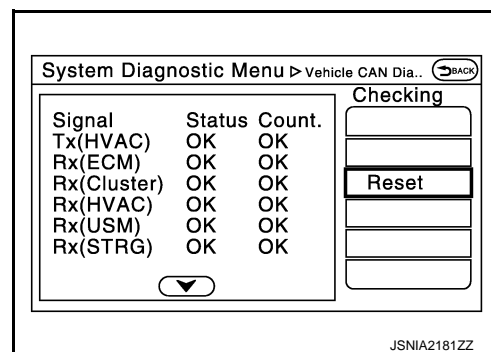 System Diagnostic Menu ▷ Vehicle CAN Dia.. BACK
Checking
Signal Status Count.
Tx(HVAC) OK OK
Rx(ECM) OK OK
Rx(Cluster) OK OK
Reset
Rx(HVAC) OK OK
Rx(USM) OK OK
Rx(STRG) OK OK
JSNIA2181ZZ